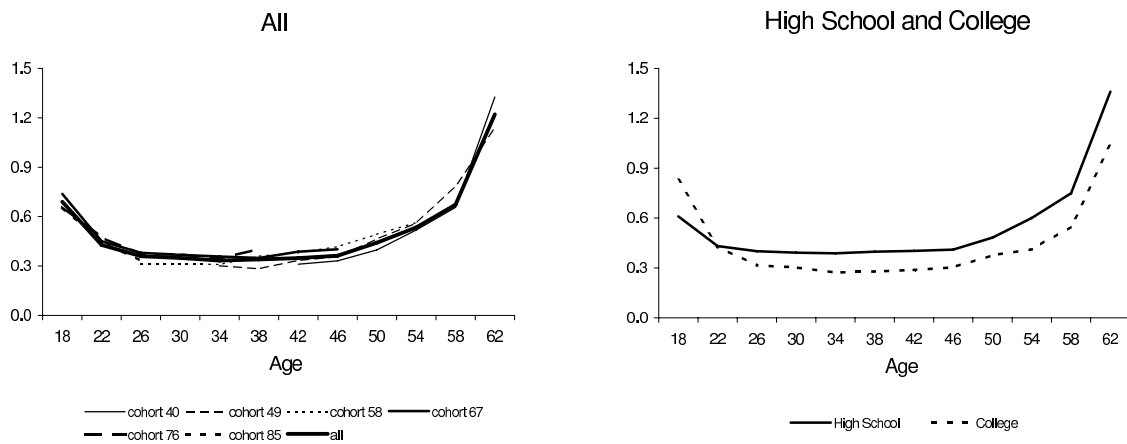 All
1.5
1.2
0.9
0.6
0.3
0.0
18 22 26 30 34 38 42 46 50 54 58 62
Age
cohort 40 cohort 49 cohort 58 cohort 67
cohort 76 cohort 85 all
High School and College
1.5
1.2
0.9
0.6
0.3
0.0
18 22 26 30 34 38 42 46 50 54 58 62
Age
High School College